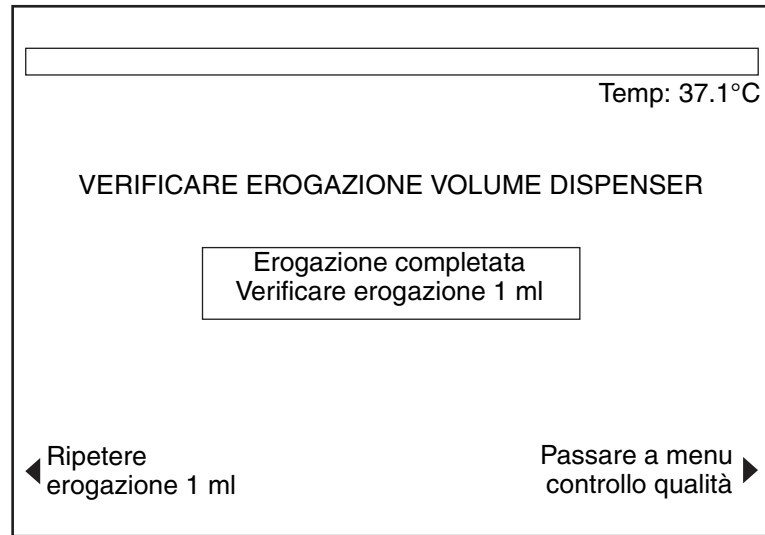 Temp: 37.1°C
VERIFICARE EROGAZIONE VOLUME DISPENSER
Erogazione completata
Verificare erogazione 1 ml
Ripetere
erogazione 1 ml
Passare a menu
controllo qualità